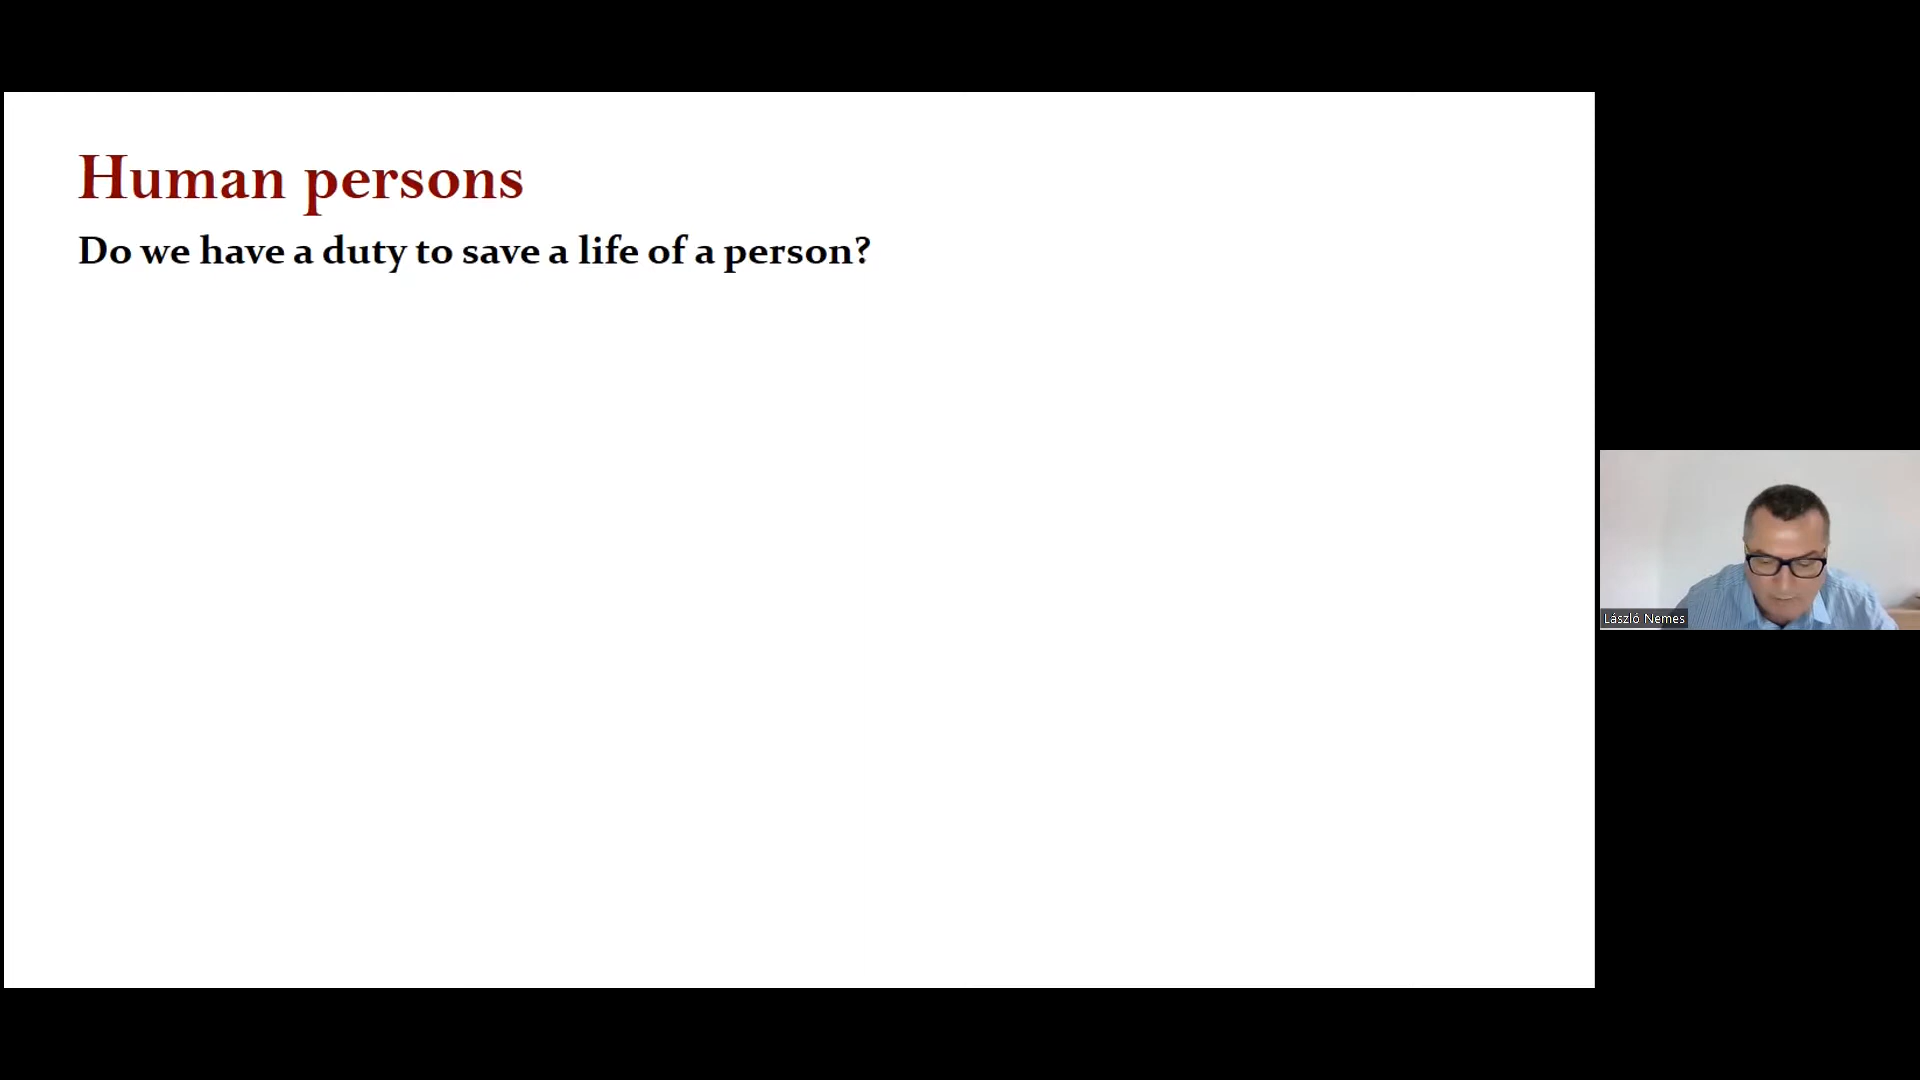 Human persons
Do we have a duty to save a life of a person?
László Nemes